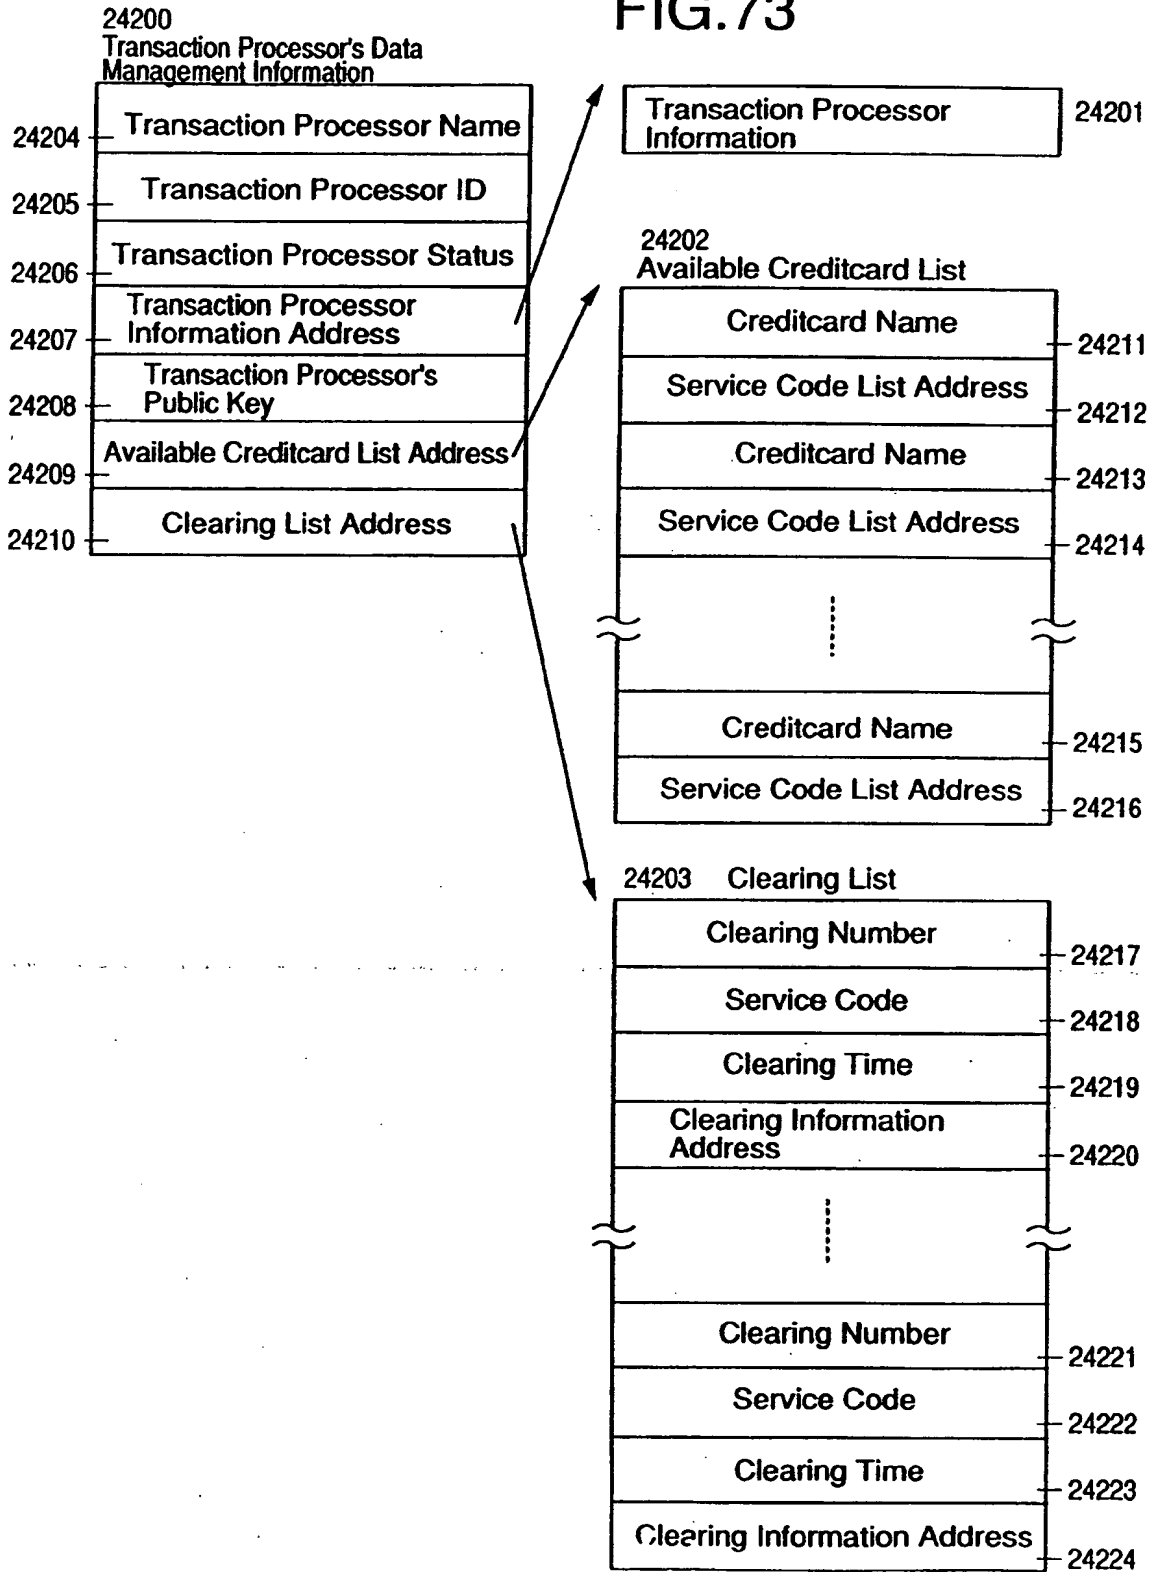 FIG.73
24200
Transaction Processor's Data
Management Information
24204
Transaction Processor Name
24205
Transaction Processor ID
24206
Transaction Processor Status
24207
Transaction Processor
Information Address
24208
Transaction Processor's
Public Key
24209
Available Creditcard List Address
24210
Clearing List Address
Transaction Processor
Information
24201
24202
Available Creditcard List
Creditcard Name
24211
Service Code List Address
24212
Creditcard Name
24213
Service Code List Address
24214
Creditcard Name
24215
Service Code List Address
24216
24203 Clearing List
Clearing Number
24217
Service Code
24218
Clearing Time
24219
Clearing Information
Address
24220
Clearing Number
24221
Service Code
24222
Clearing Time
24223
Clearing Information Address
24224